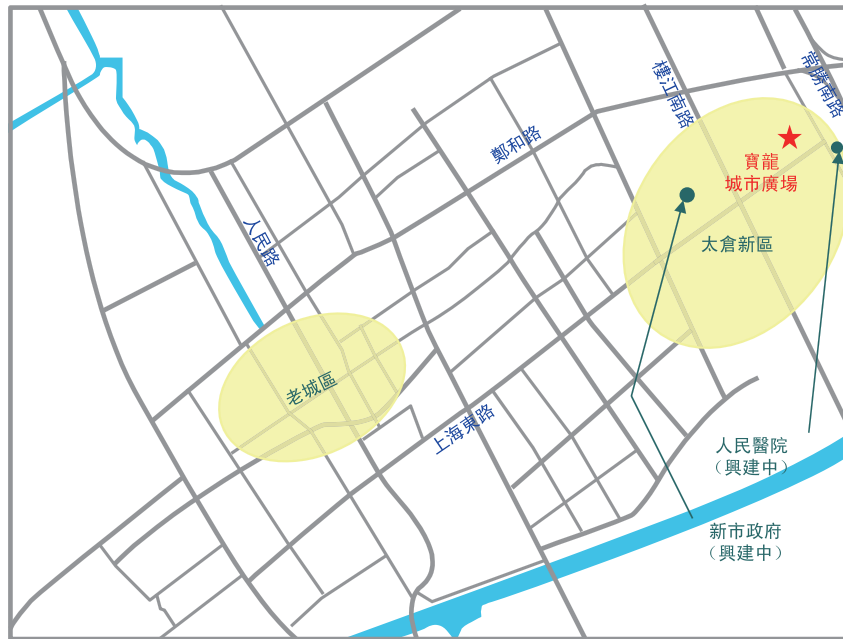 樓江南路
常勝南路
鄭和路
寶龍
城市廣場
人民路
太倉新區
老城區
上海東路
人民醫院
（興建中）
新市政府
（興建中）